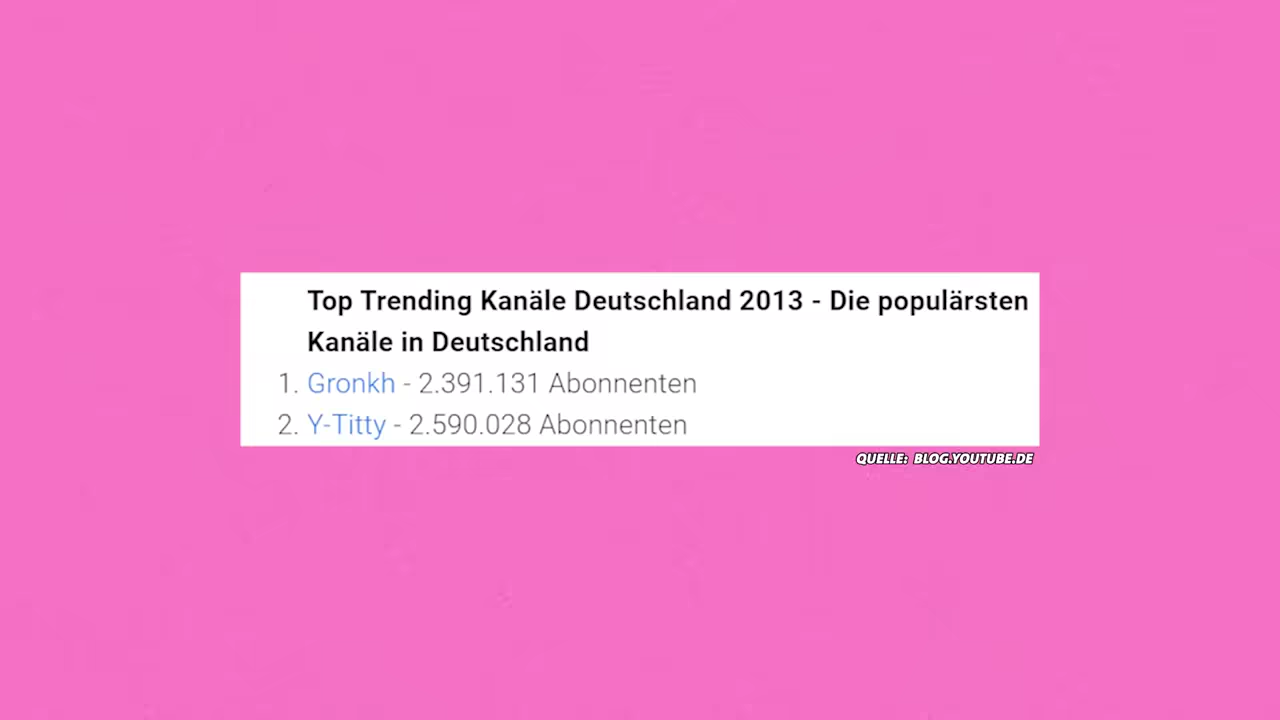 Top Trending Kanäle Deutschland 2013 - Die populärsten
Kanäle in Deutschland
1. Gronkh - 2.391.131 Abonnenten
2. Y-Titty - 2.590.028 Abonnenten
QUELLE: BLOG.YOUTUBE.DE